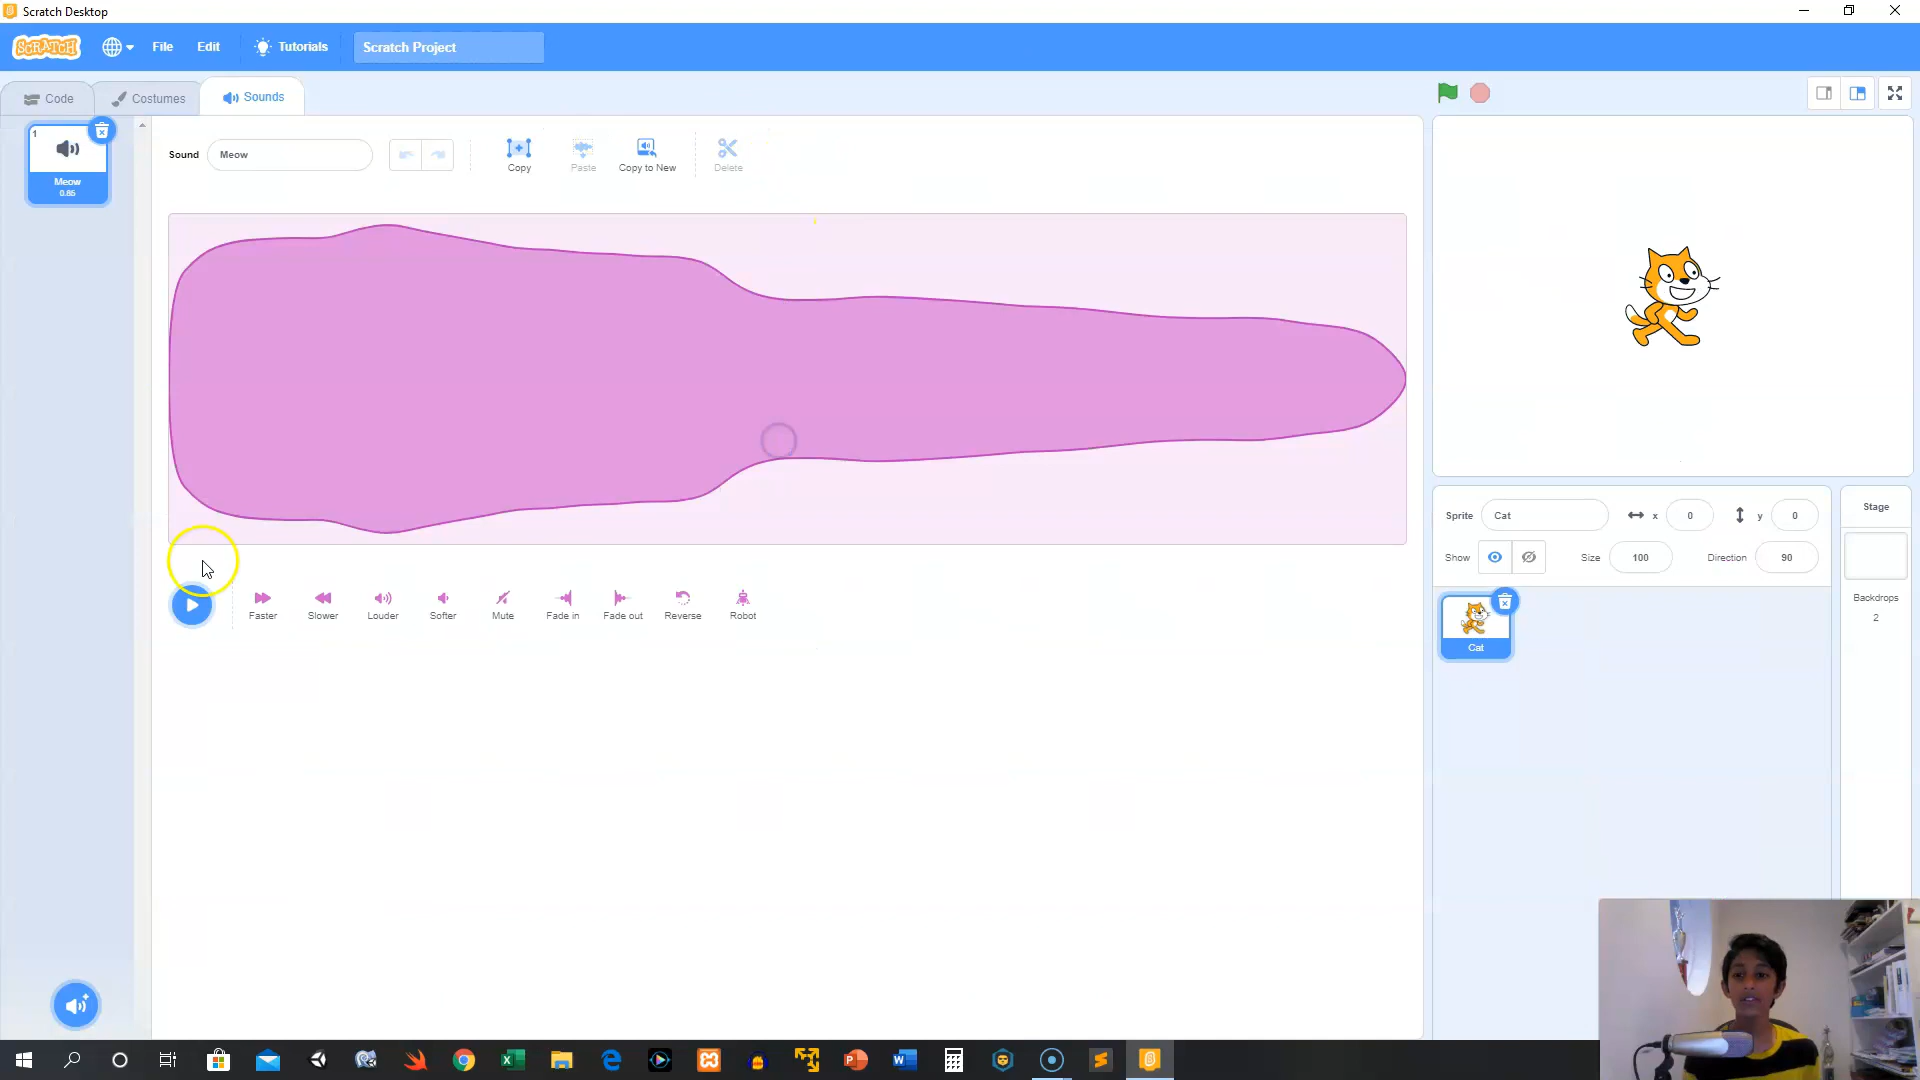 Scratch Desktop
SCRATCH File Edit Tutorials Scratch Project
Code Costumes Sounds
1
Meow
0.86
Sound Meow Copy Paste Copy to New Delete
Faster Slower Louder Softer Mute Fade in Fade out Reverse Robot
Sprite Cat x 0 y 0
Show Size 100 Direction 90
Cat
Stage
Backdrops
2